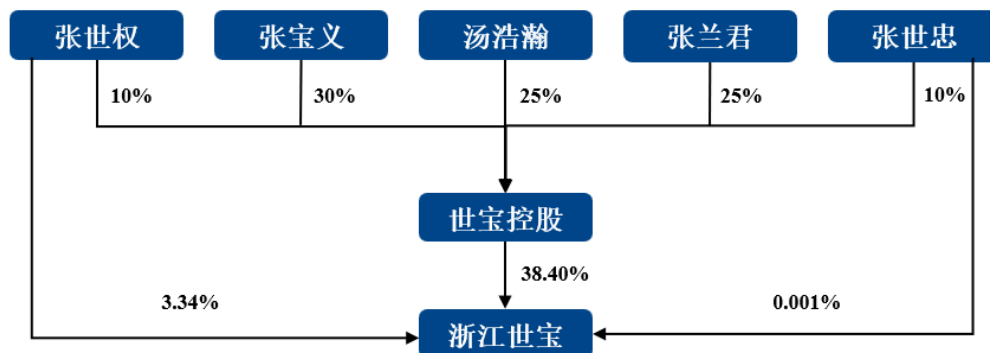 张世权
张宝义
汤浩瀚
张兰君
张世忠
10%
30%
25%
25%
10%
世宝控股
38.40%
3.34%
0.001%
浙江世宝